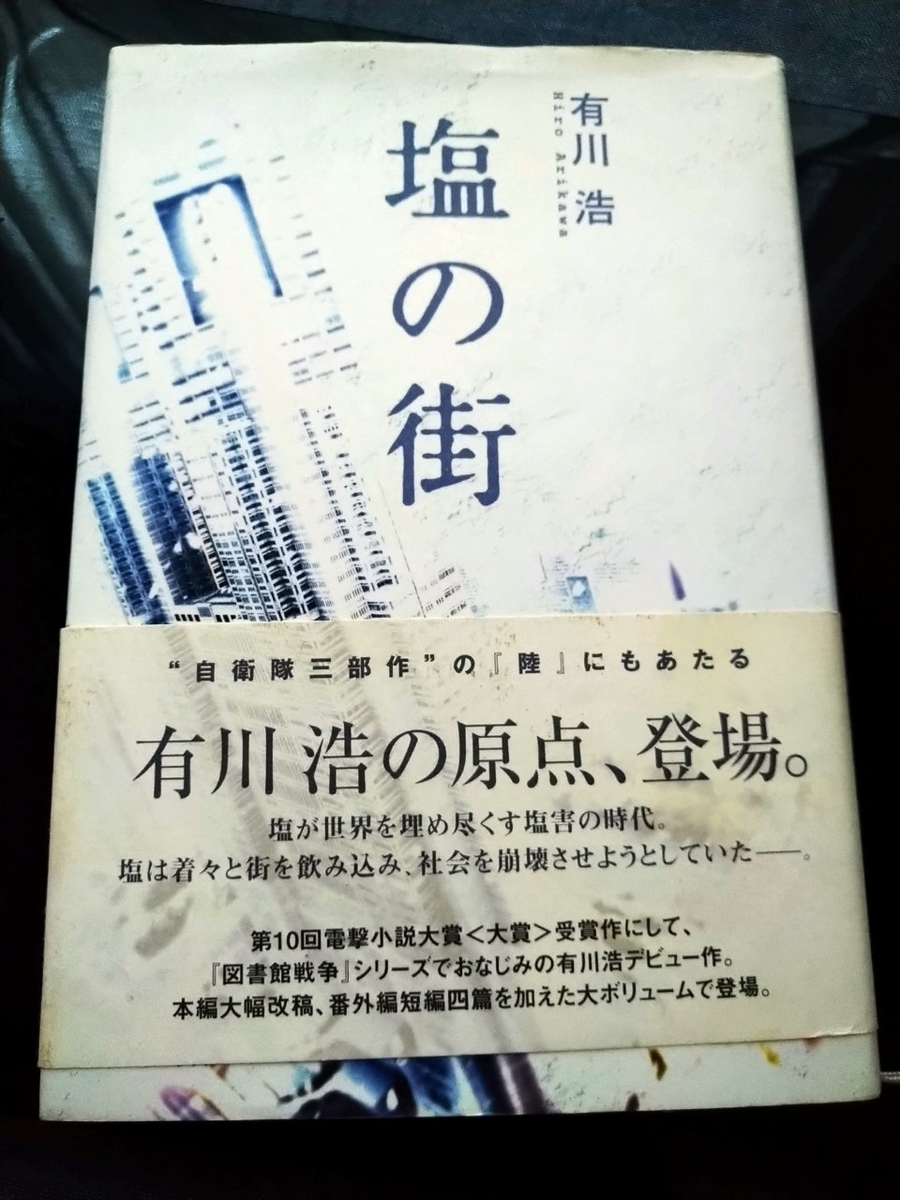 有川 浩
Hiro Arikawa
塩の街
“自衛隊三部作”の『陸』にもあたる
有川 浩の原点、登場。
塩が世界を埋め尽くす塩害の時代。
塩は着々と街を飲み込み、社会を崩壊させようとしていた――。
第10回電撃小説大賞＜大賞＞受賞作にして、
『図書館戦争』シリーズでおなじみの有川浩デビュー作。
本編大幅改稿、番外編短編四篇を加えた大ボリュームで登場。